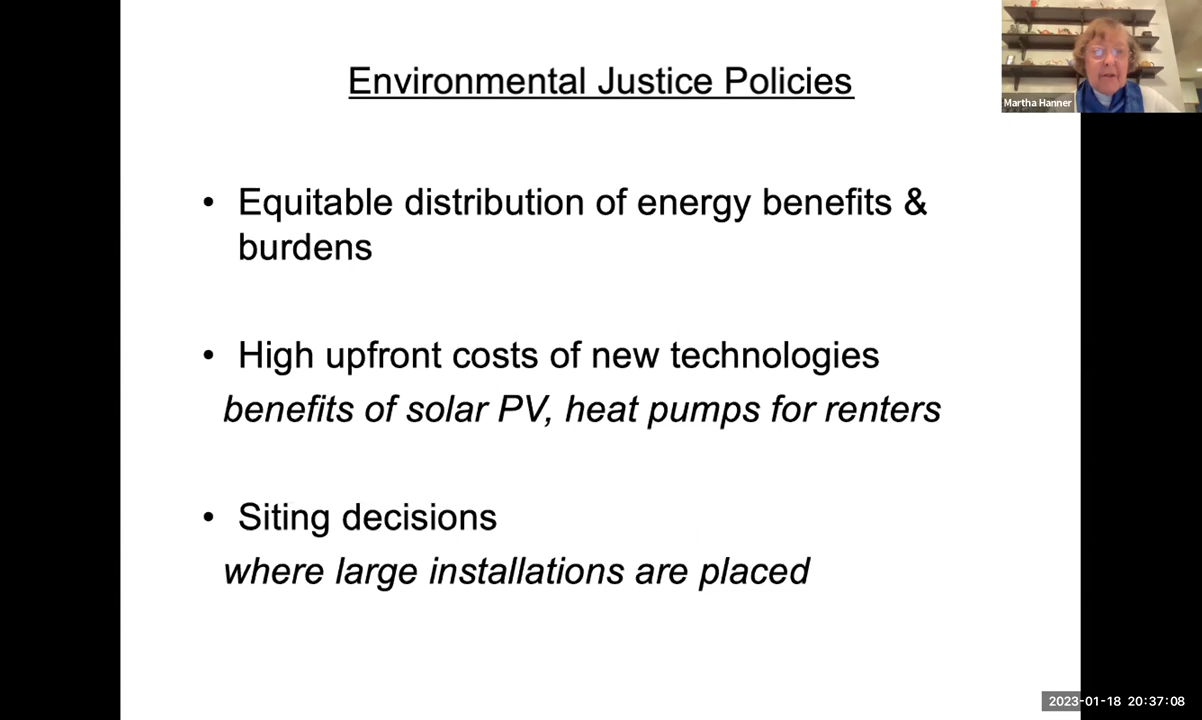 Environmental Justice Policies
Martha Hanner
• Equitable distribution of energy benefits &
burdens
• High upfront costs of new technologies
benefits of solar PV, heat pumps for renters
• Siting decisions
where large installations are placed
2023-01-18 20:37:08